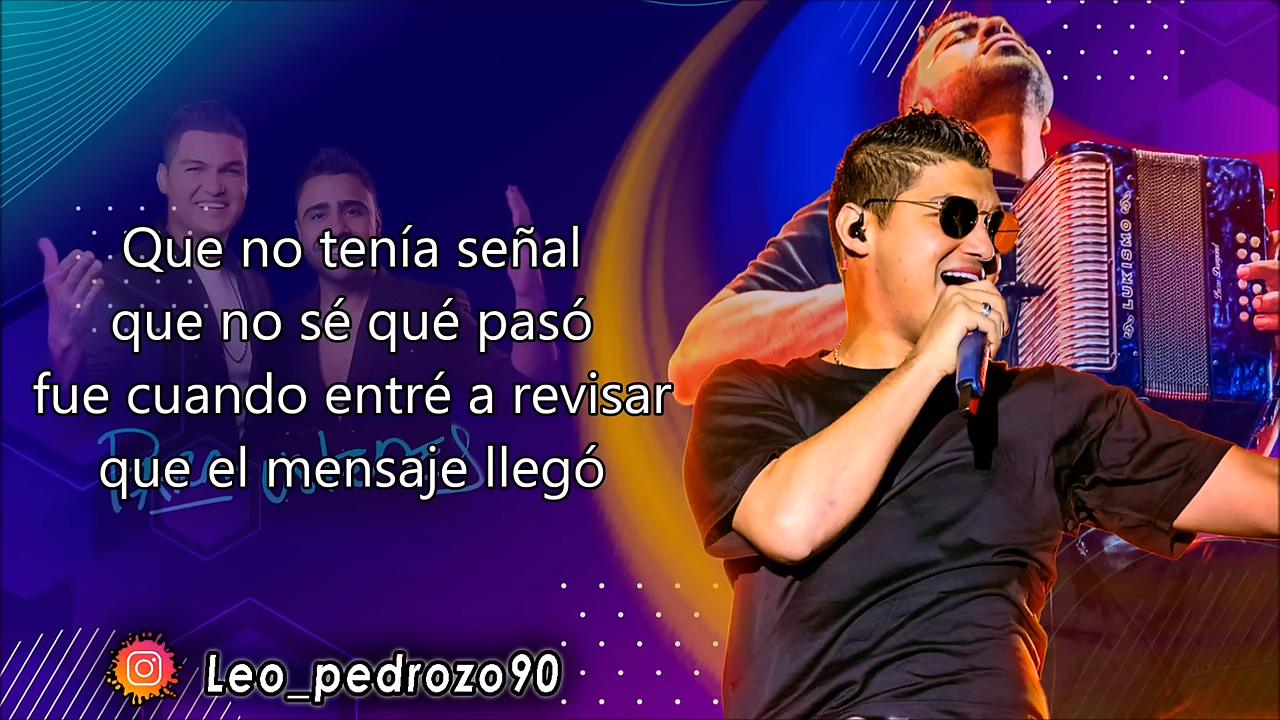 Que no tenía señal
que no sé qué pasó
fue cuando entré a revisar
que el mensaje llegó
Leo_pedrozo90
LUKISMO